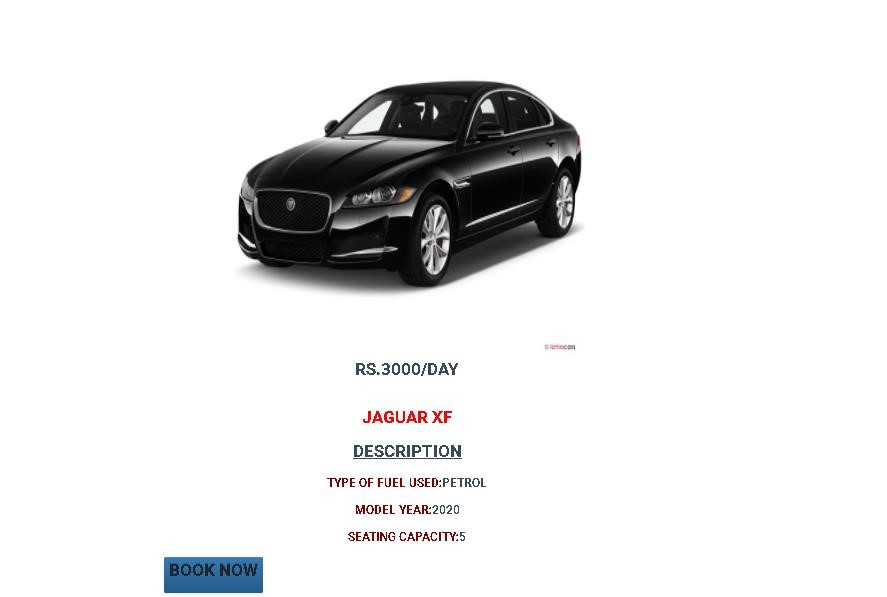 © izmocars
RS.3000/DAY
JAGUAR XF
DESCRIPTION
TYPE OF FUEL USED:PETROL
MODEL YEAR:2020
SEATING CAPACITY:5
BOOK NOW